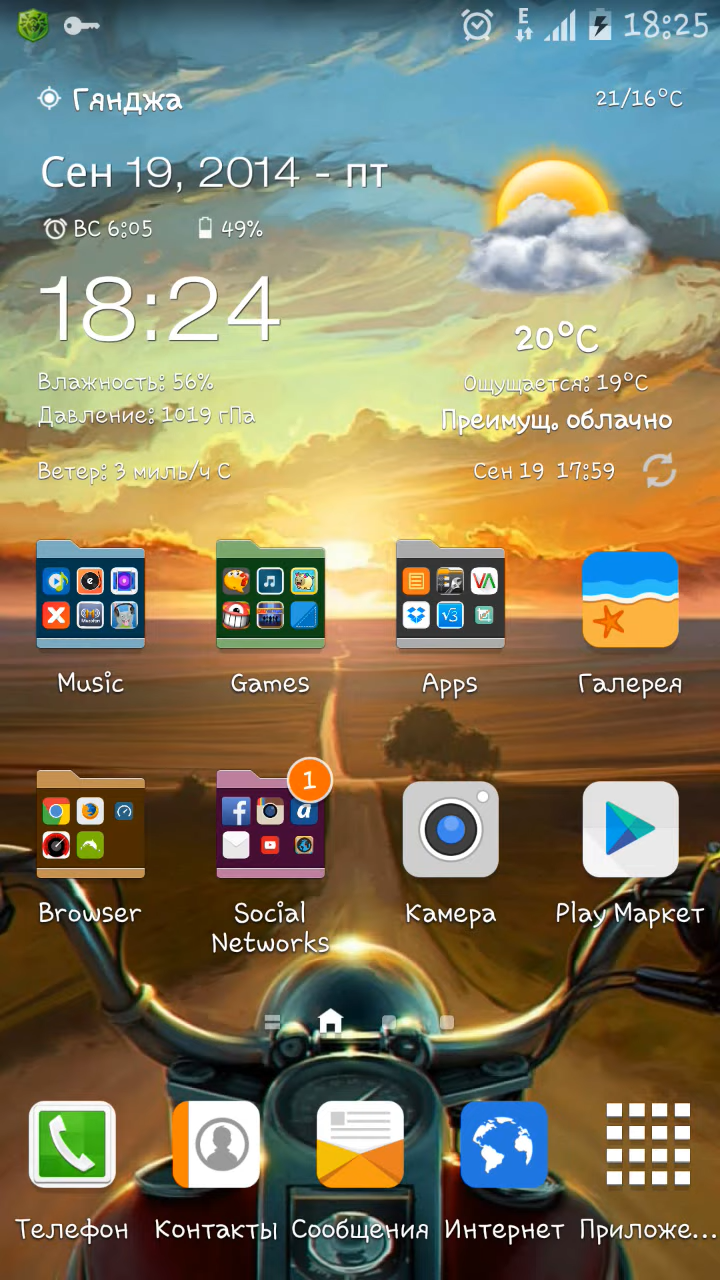 E 18:25
Гянджа 21/16°C
Сен 19, 2014 - пт
ВС 6:05 49%
18:24
20°C
Влажность: 56% Ощущается: 19°C
Давление: 1019 гПа Преимущ. облачно
Ветер: 3 миль/ч С Сен 19 17:59
Music Games Apps Галерея
1
Browser Social Networks Камера Play Маркет
Телефон Контакты Сообщения Интернет Приложе...